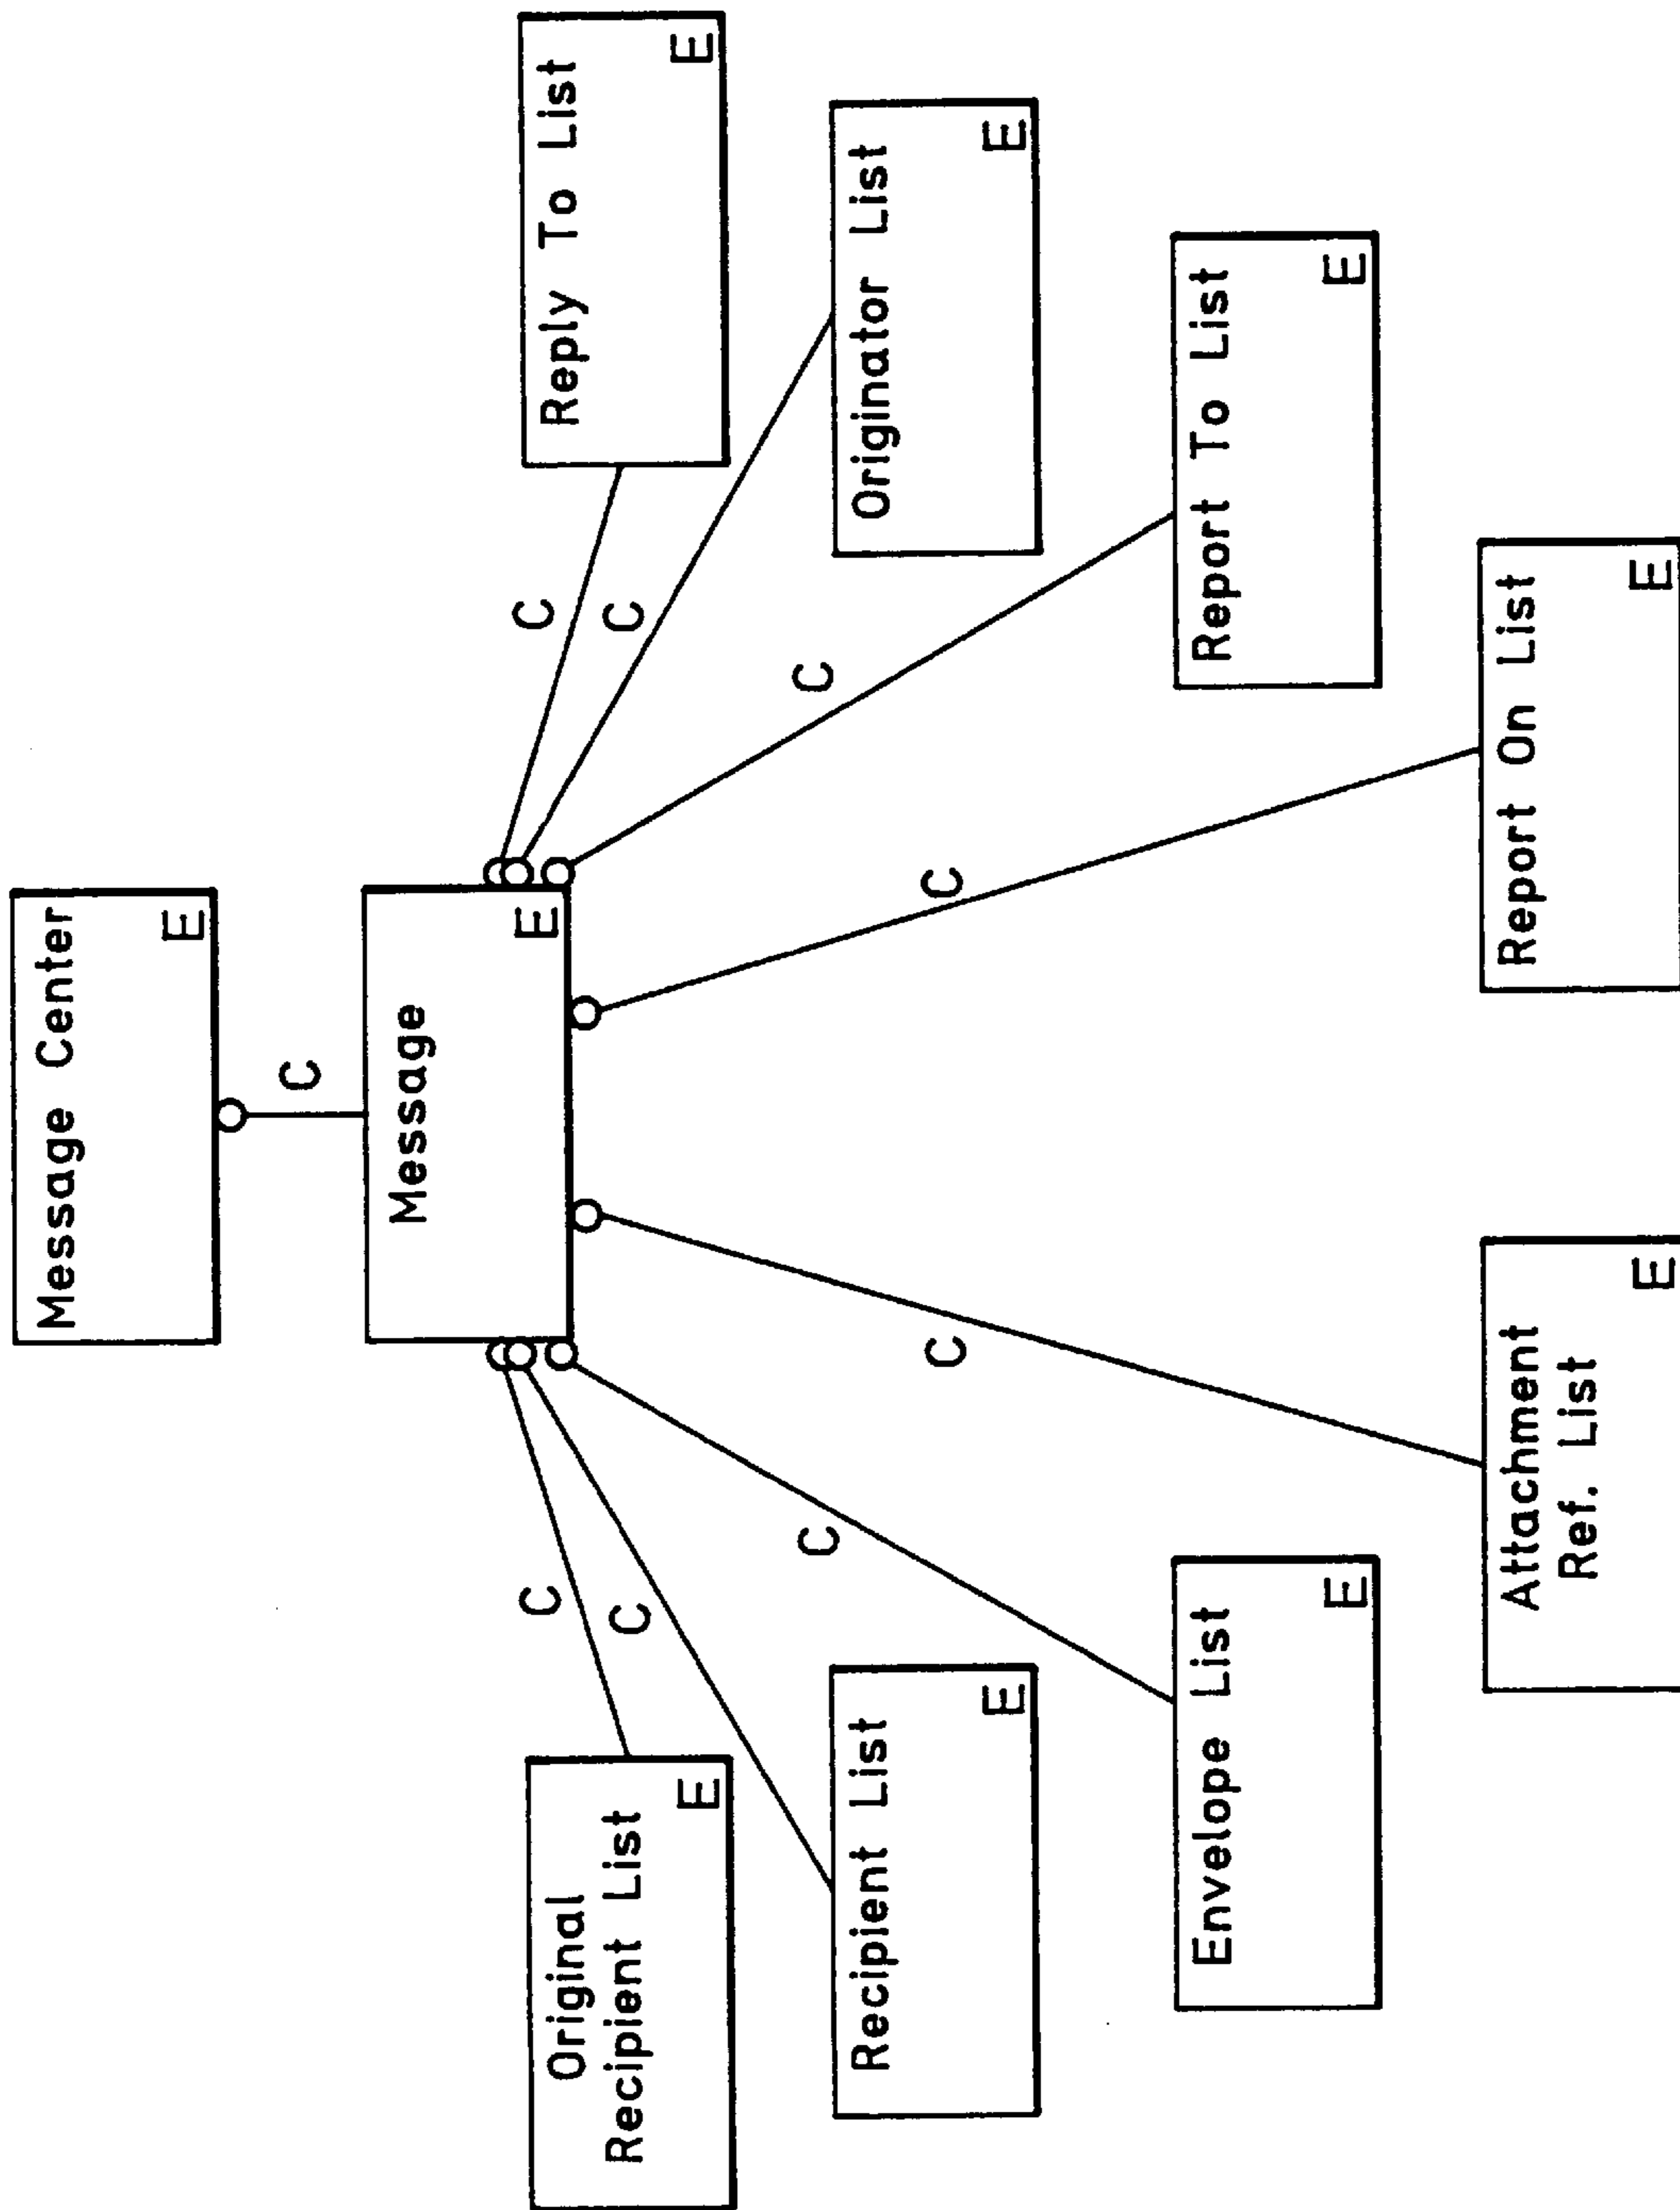 Message Center
E
C
Message
E
C
C
C
C
C
C
C
C
Original
Recipient List
E
Reply To List
E
Recipient List
E
Originator List
E
Envelope List
E
Report To List
E
Attachment
Ref. List
E
Report On List
E